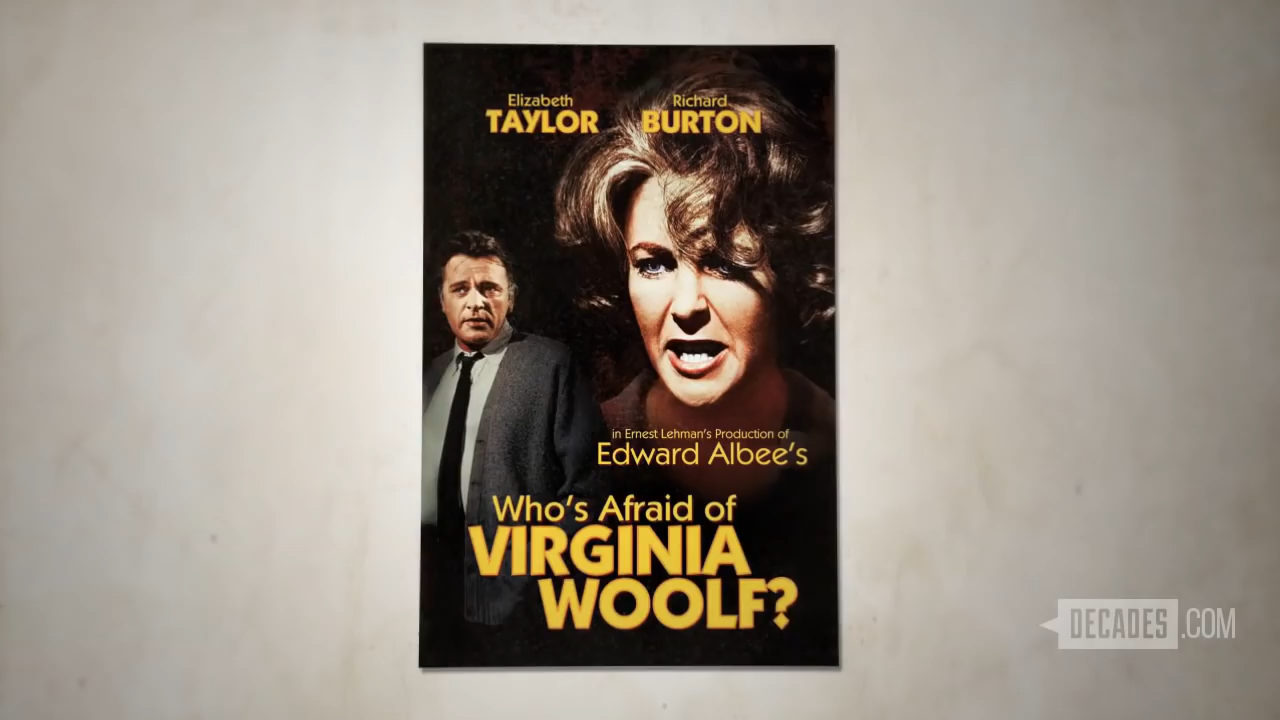 Elizabeth
TAYLOR
Richard
BURTON
in Ernest Lehman's Production of
Edward Albee's
Who's Afraid of
VIRGINIA
WOOLF?
DECADES.COM